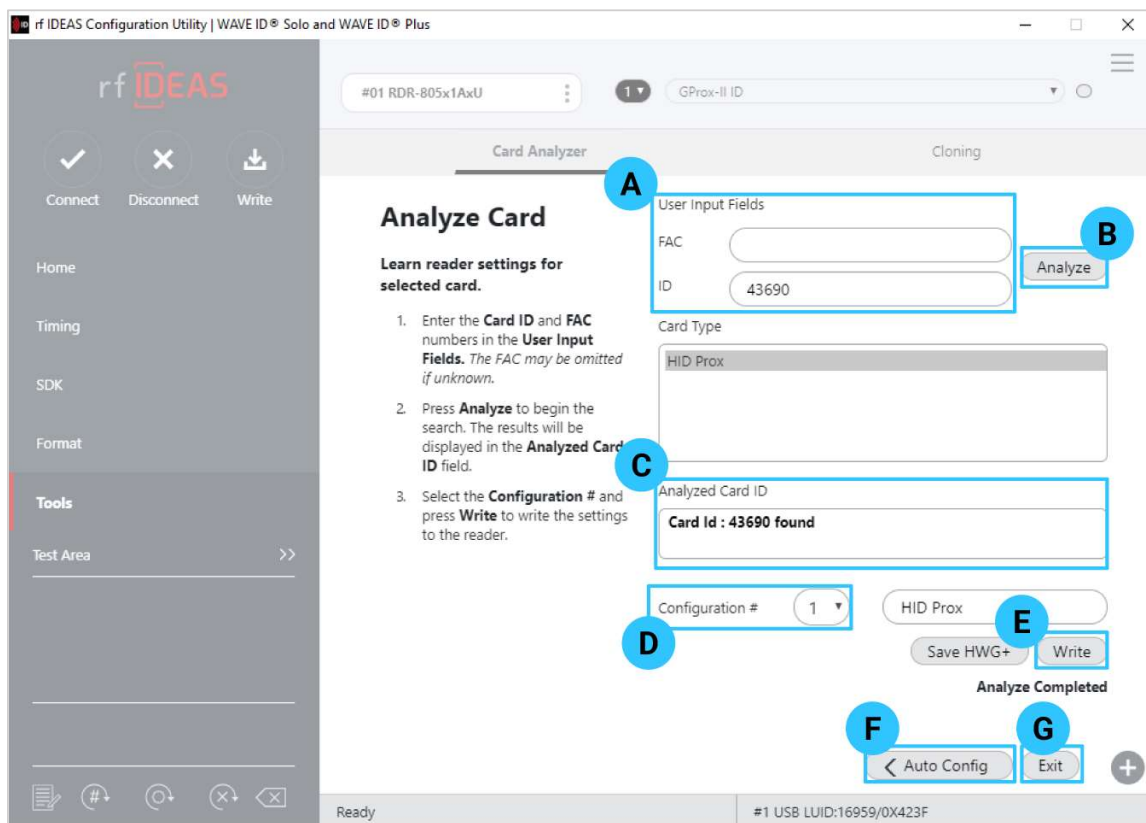 rf IDEAS Configuration Utility | WAVE ID® Solo and WAVE ID® Plus
rf IDEAS
Connect
Disconnect
Write
Home
Timing
SDK
Format
Tools
Test Area >>
#01 RDR-805x1AxU
1
GProx-II ID
Card Analyzer
Cloning
Analyze Card
Learn reader settings for
selected card.
1. Enter the Card ID and FAC
numbers in the User Input
Fields. The FAC may be omitted
if unknown.
2. Press Analyze to begin the
search. The results will be
displayed in the Analyzed Card
ID field.
3. Select the Configuration # and
press Write to write the settings
to the reader.
A
User Input Fields
FAC
ID 43690
B
Analyze
Card Type
HID Prox
C
Analyzed Card ID
Card Id : 43690 found
Configuration # 1
D
HID Prox
E
Save HWG+
Write
Analyze Completed
F
G
Auto Config
Exit
Ready
#1 USB LUID:16959/0X423F